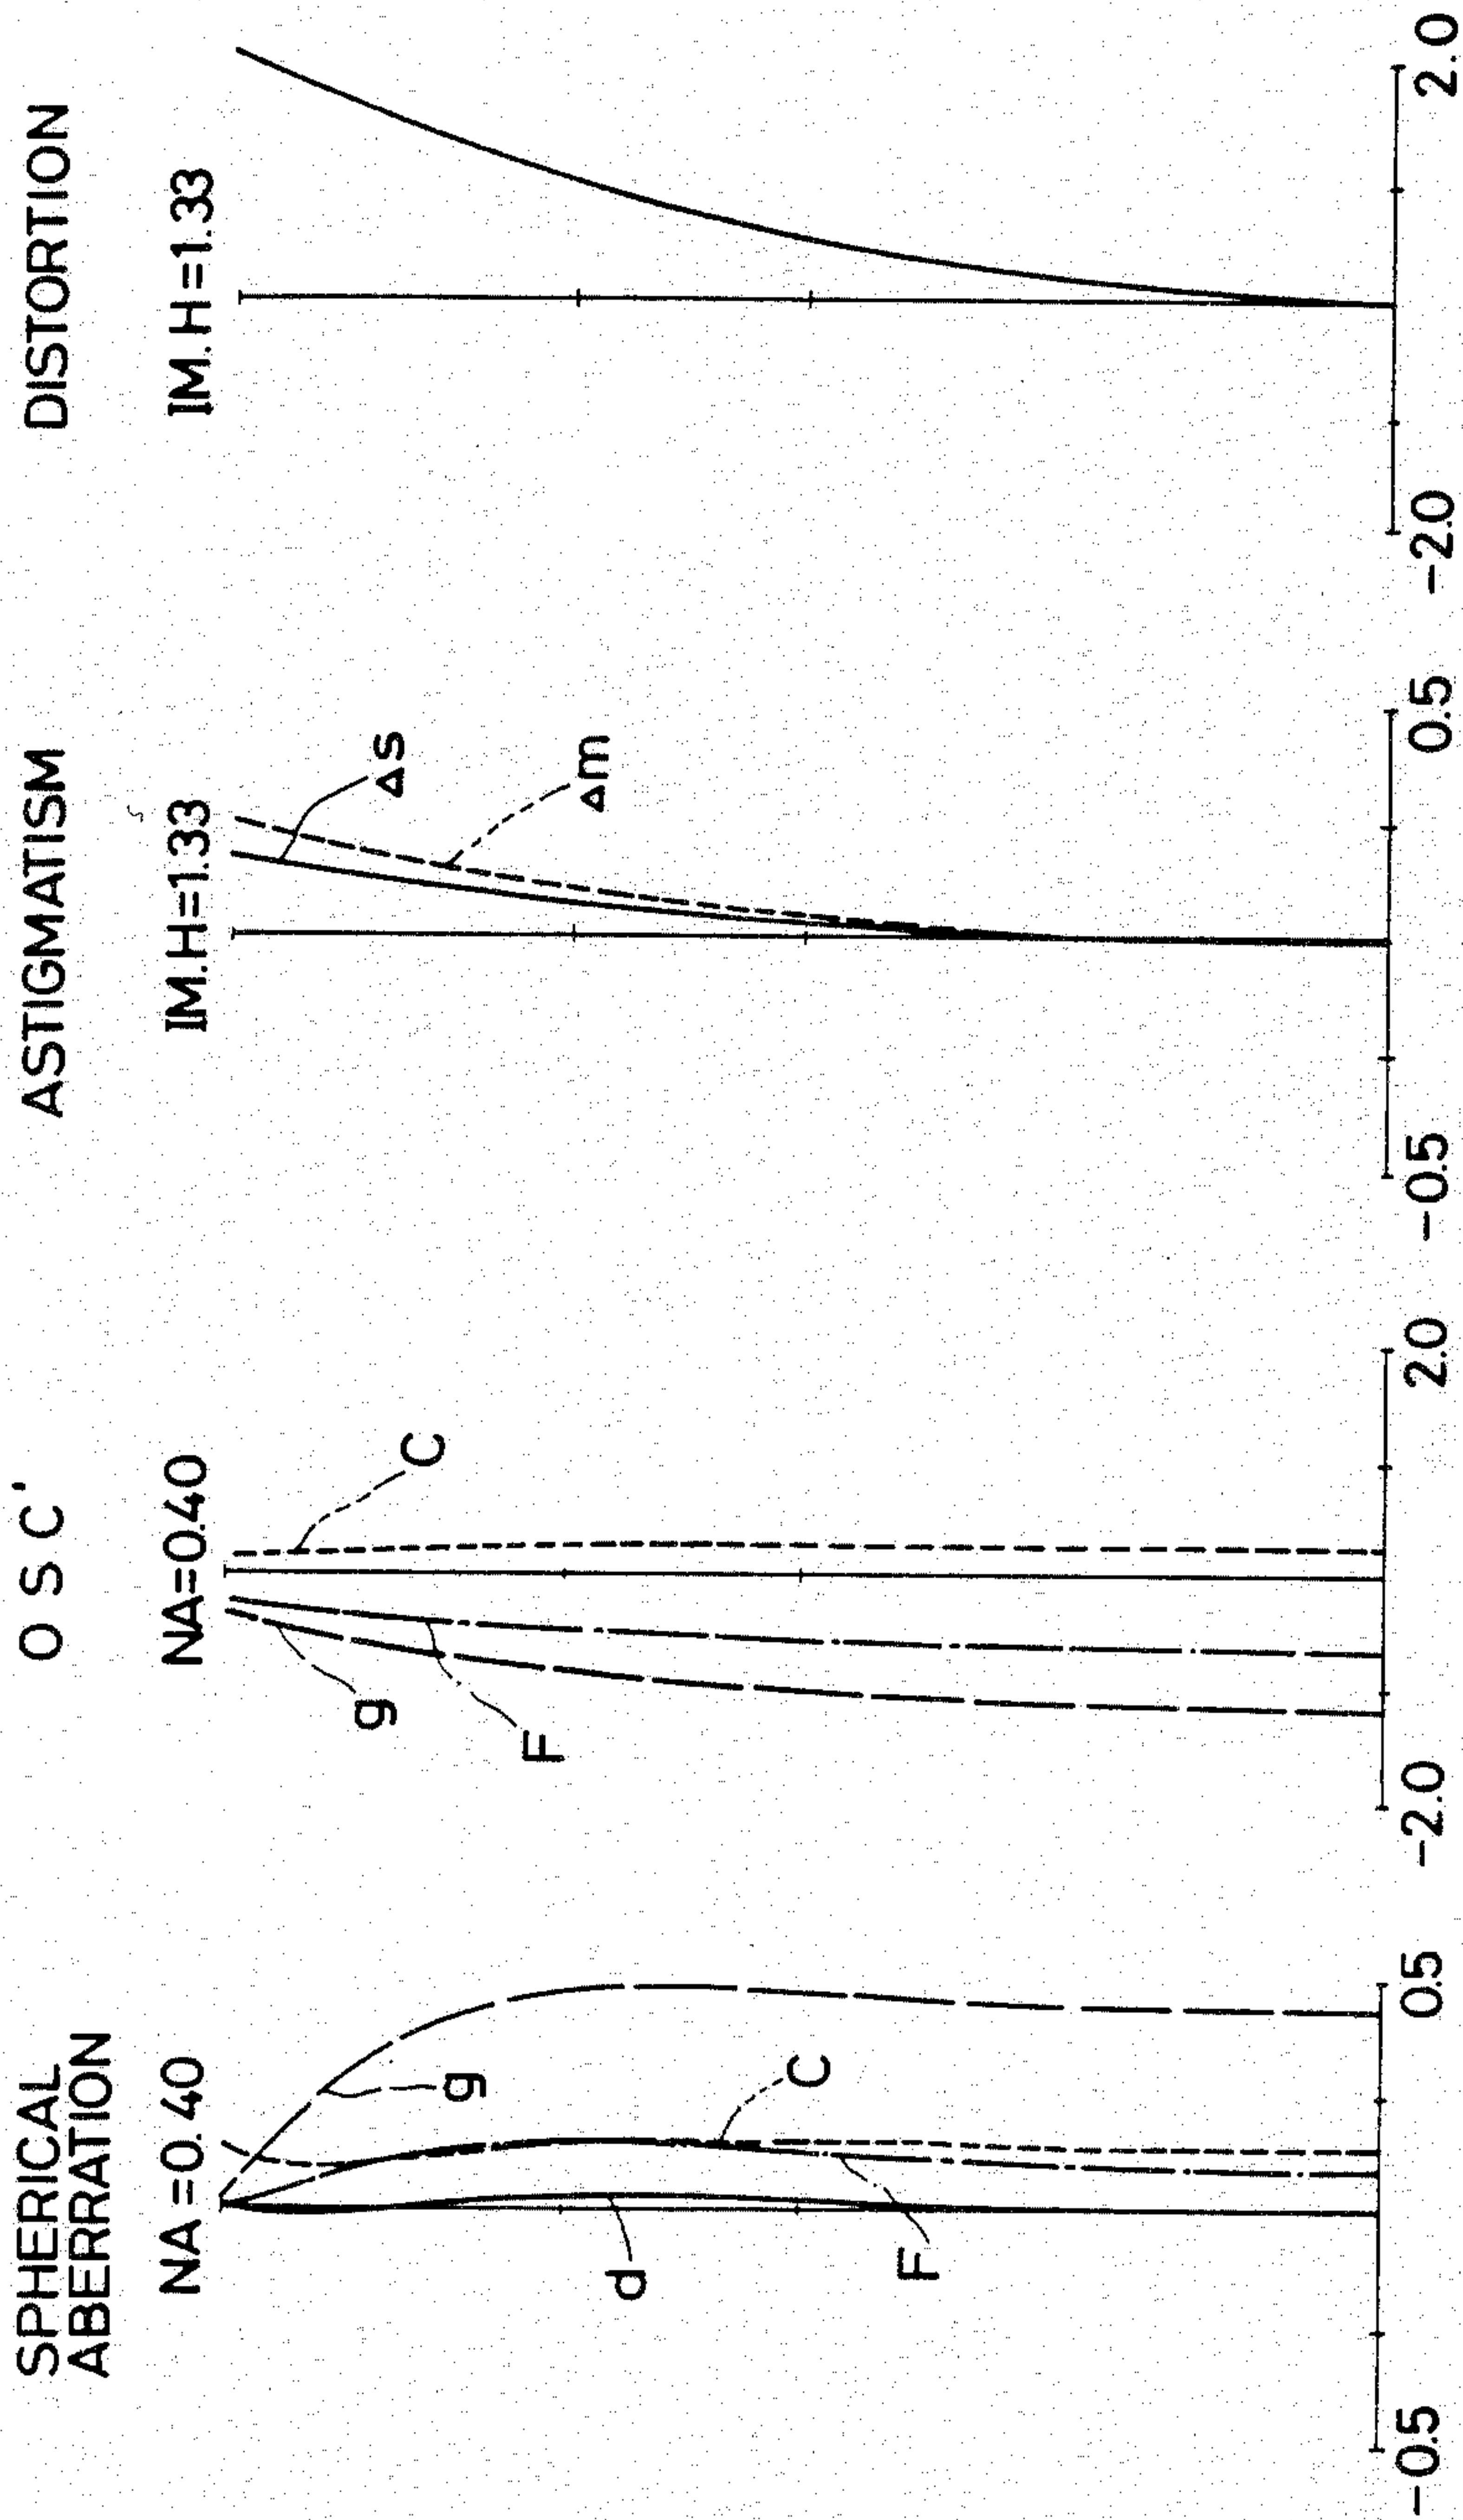 SPHERICAL
ABERRATION
NA=0.40
g
C
d
F
-0.5
0.5
O S C'
NA=0.40
C
g
F
-2.0
2.0
ASTIGMATISM
IM.H=1.33
Δs
Δm
-0.5
0.5
DISTORTION
IM.H=1.33
-2.0
2.0